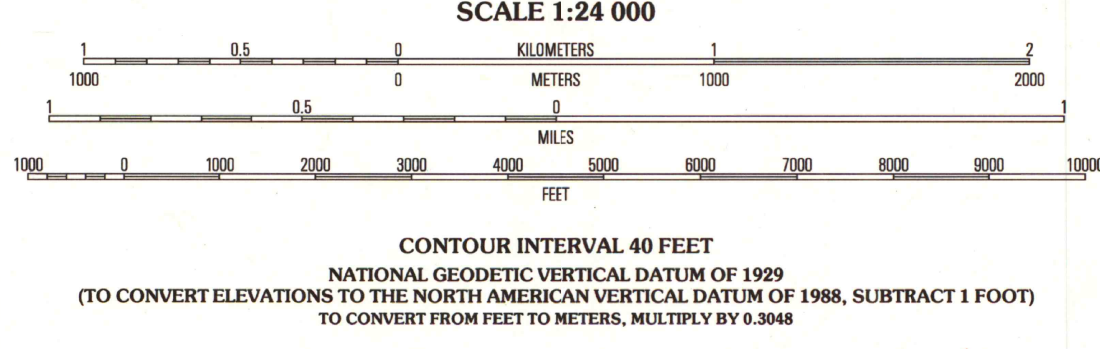 SCALE 1:24 000
1 0.5 0 KILOMETERS 1 2
1000 0 METERS 1000 2000
1 0.5 0 1
MILES
1000 0 1000 2000 3000 4000 5000 6000 7000 8000 9000 10000
FEET
CONTOUR INTERVAL 40 FEET
NATIONAL GEODETIC VERTICAL DATUM OF 1929
(TO CONVERT ELEVATIONS TO THE NORTH AMERICAN VERTICAL DATUM OF 1988, SUBTRACT 1 FOOT)
TO CONVERT FROM FEET TO METERS, MULTIPLY BY 0.3048